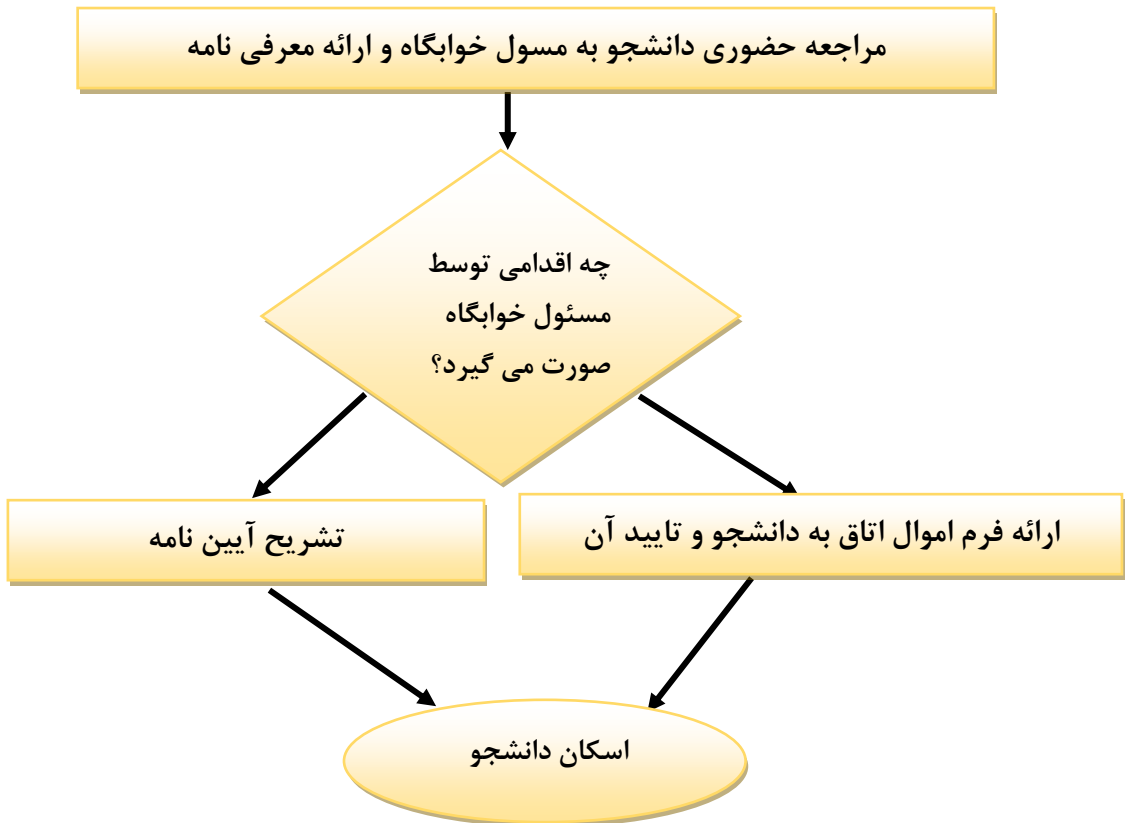 مراجعه حضوری دانشجو به مسول خوابگاه و ارائه معرفی نامه
چه اقدامی توسط
مسئول خوابگاه
صورت می گیرد؟
ارائه فرم اموال اتاق به دانشجو و تایید آن
تشریح آیین نامه
اسکان دانشجو